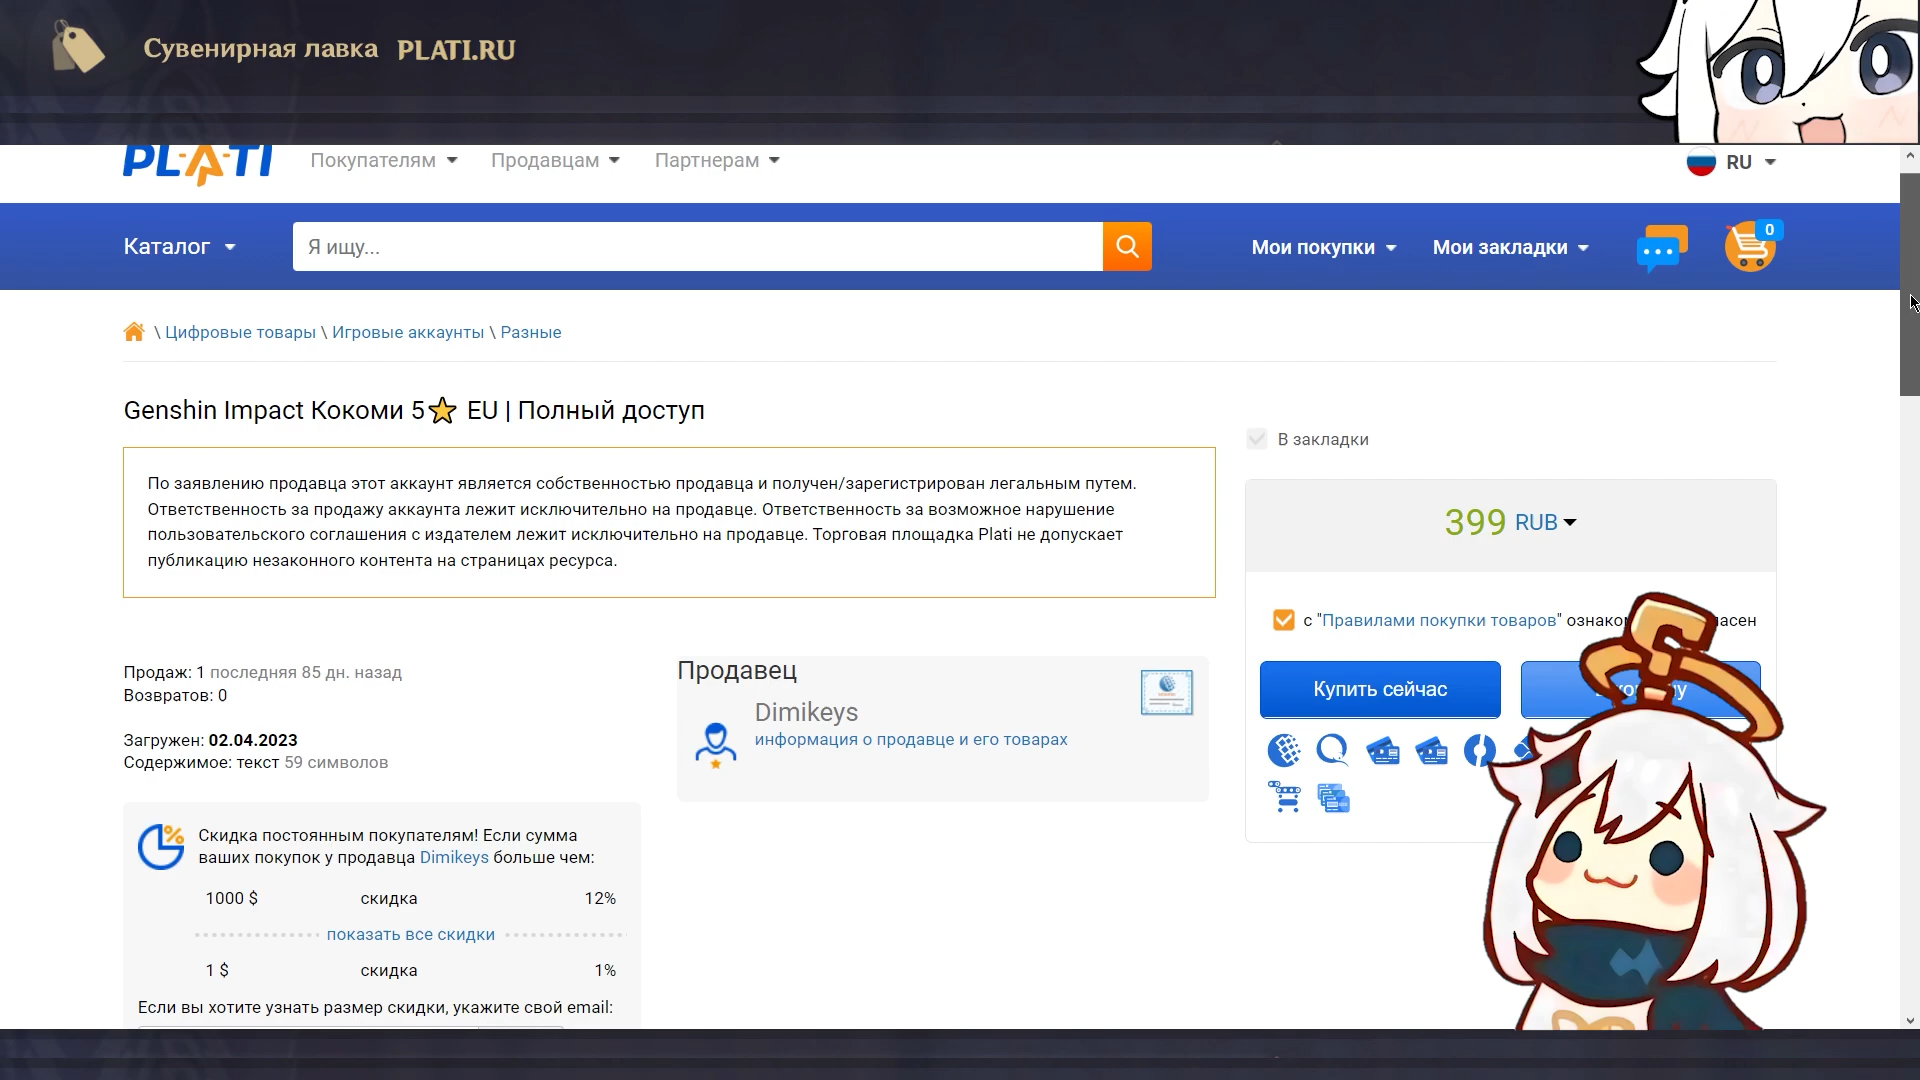 Сувенирная лавка PLATI.RU
PLATI Покупателям Продавцам Партнерам RU
Каталог Я ищу... Мои покупки Мои закладки 0
\ Цифровые товары \ Игровые аккаунты \ Разные
Genshin Impact Кокоми 5⭐ EU | Полный доступ
В закладки
По заявлению продавца этот аккаунт является собственностью продавца и получен/зарегистрирован легальным путем.
Ответственность за продажу аккаунта лежит исключительно на продавце. Ответственность за возможное нарушение
пользовательского соглашения с издателем лежит исключительно на продавце. Торговая площадка Plati не допускает
публикацию незаконного контента на страницах ресурса.
399 RUB
с "Правилами покупки товаров"
Купить сейчас
Продаж: 1 последняя 85 дн. назад
Возвратов: 0
Загружен: 02.04.2023
Содержимое: текст 59 символов
Продавец
Dimikeys
информация о продавце и его товарах
Скидка постоянным покупателям! Если сумма
ваших покупок у продавца Dimikeys больше чем:
1000 $ скидка 12%
показать все скидки
1 $ скидка 1%
Если вы хотите узнать размер скидки, укажите свой email: